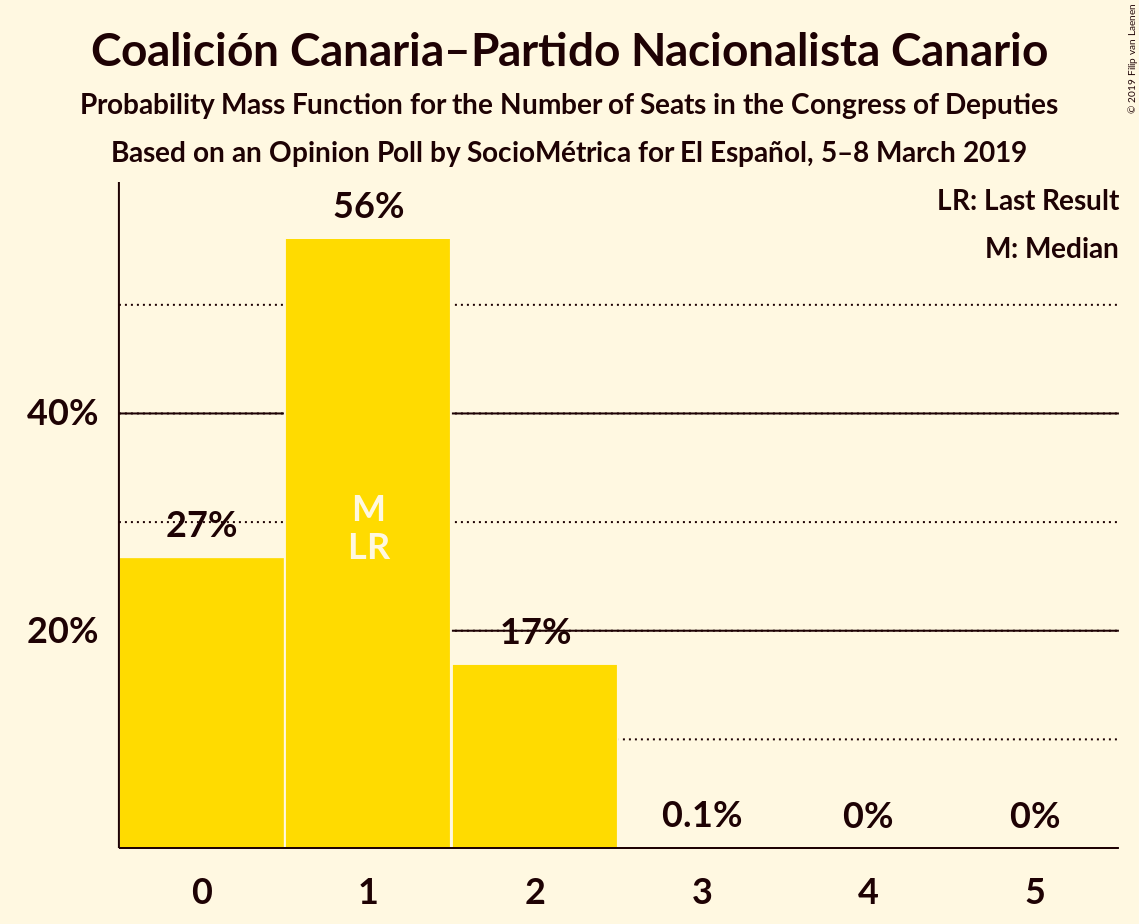 Coalición Canaria–Partido Nacionalista Canario
Probability Mass Function for the Number of Seats in the Congress of Deputies
Based on an Opinion Poll by SocioMétrica for El Español, 5–8 March 2019
© 2019 Filip van Laenen
LR: Last Result
M: Median
56%
40%
M
LR
27%
20%
17%
0.1%
0%
0%
0 1 2 3 4 5